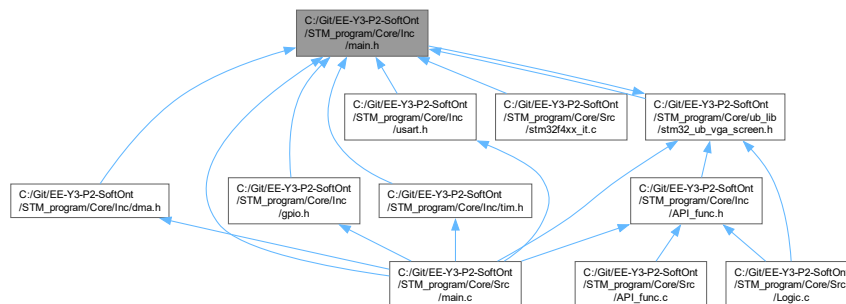 C:/Git/EE-Y3-P2-SoftOnt
/STM_program/Core/Inc
/main.h
C:/Git/EE-Y3-P2-SoftOnt
/STM_program/Core/Inc
/usart.h
C:/Git/EE-Y3-P2-SoftOnt
/STM_program/Core/Src
/stm32f4xx_it.c
C:/Git/EE-Y3-P2-SoftOnt
/STM_program/Core/ub_lib
/stm32_ub_vga_screen.h
C:/Git/EE-Y3-P2-SoftOnt
/STM_program/Core/Inc/dma.h
C:/Git/EE-Y3-P2-SoftOnt
/STM_program/Core/Inc
/gpio.h
C:/Git/EE-Y3-P2-SoftOnt
/STM_program/Core/Inc/tim.h
C:/Git/EE-Y3-P2-SoftOnt
/STM_program/Core/Inc
/API_func.h
C:/Git/EE-Y3-P2-SoftOnt
/STM_program/Core/Src
/main.c
C:/Git/EE-Y3-P2-SoftOnt
/STM_program/Core/Src
/API_func.c
C:/Git/EE-Y3-P2-SoftOnt
/STM_program/Core/Src
/Logic.c